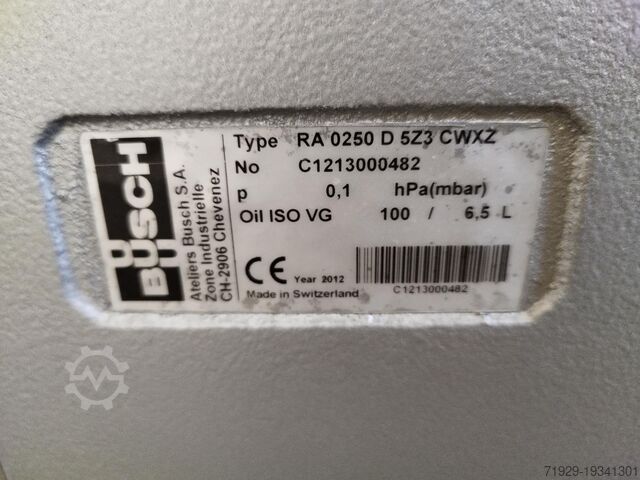 BUSCH
Ateliers Busch S.A.
Zone Industrielle
CH-2906 Chevenez
Type RA 0250 D 5Z3 CWXZ
No C1213000482
p 0,1 hPa(mbar)
Oil ISO VG 100 / 6,5 L
CE Year 2012
Made in Switzerland
C1213000482
71929-19341301